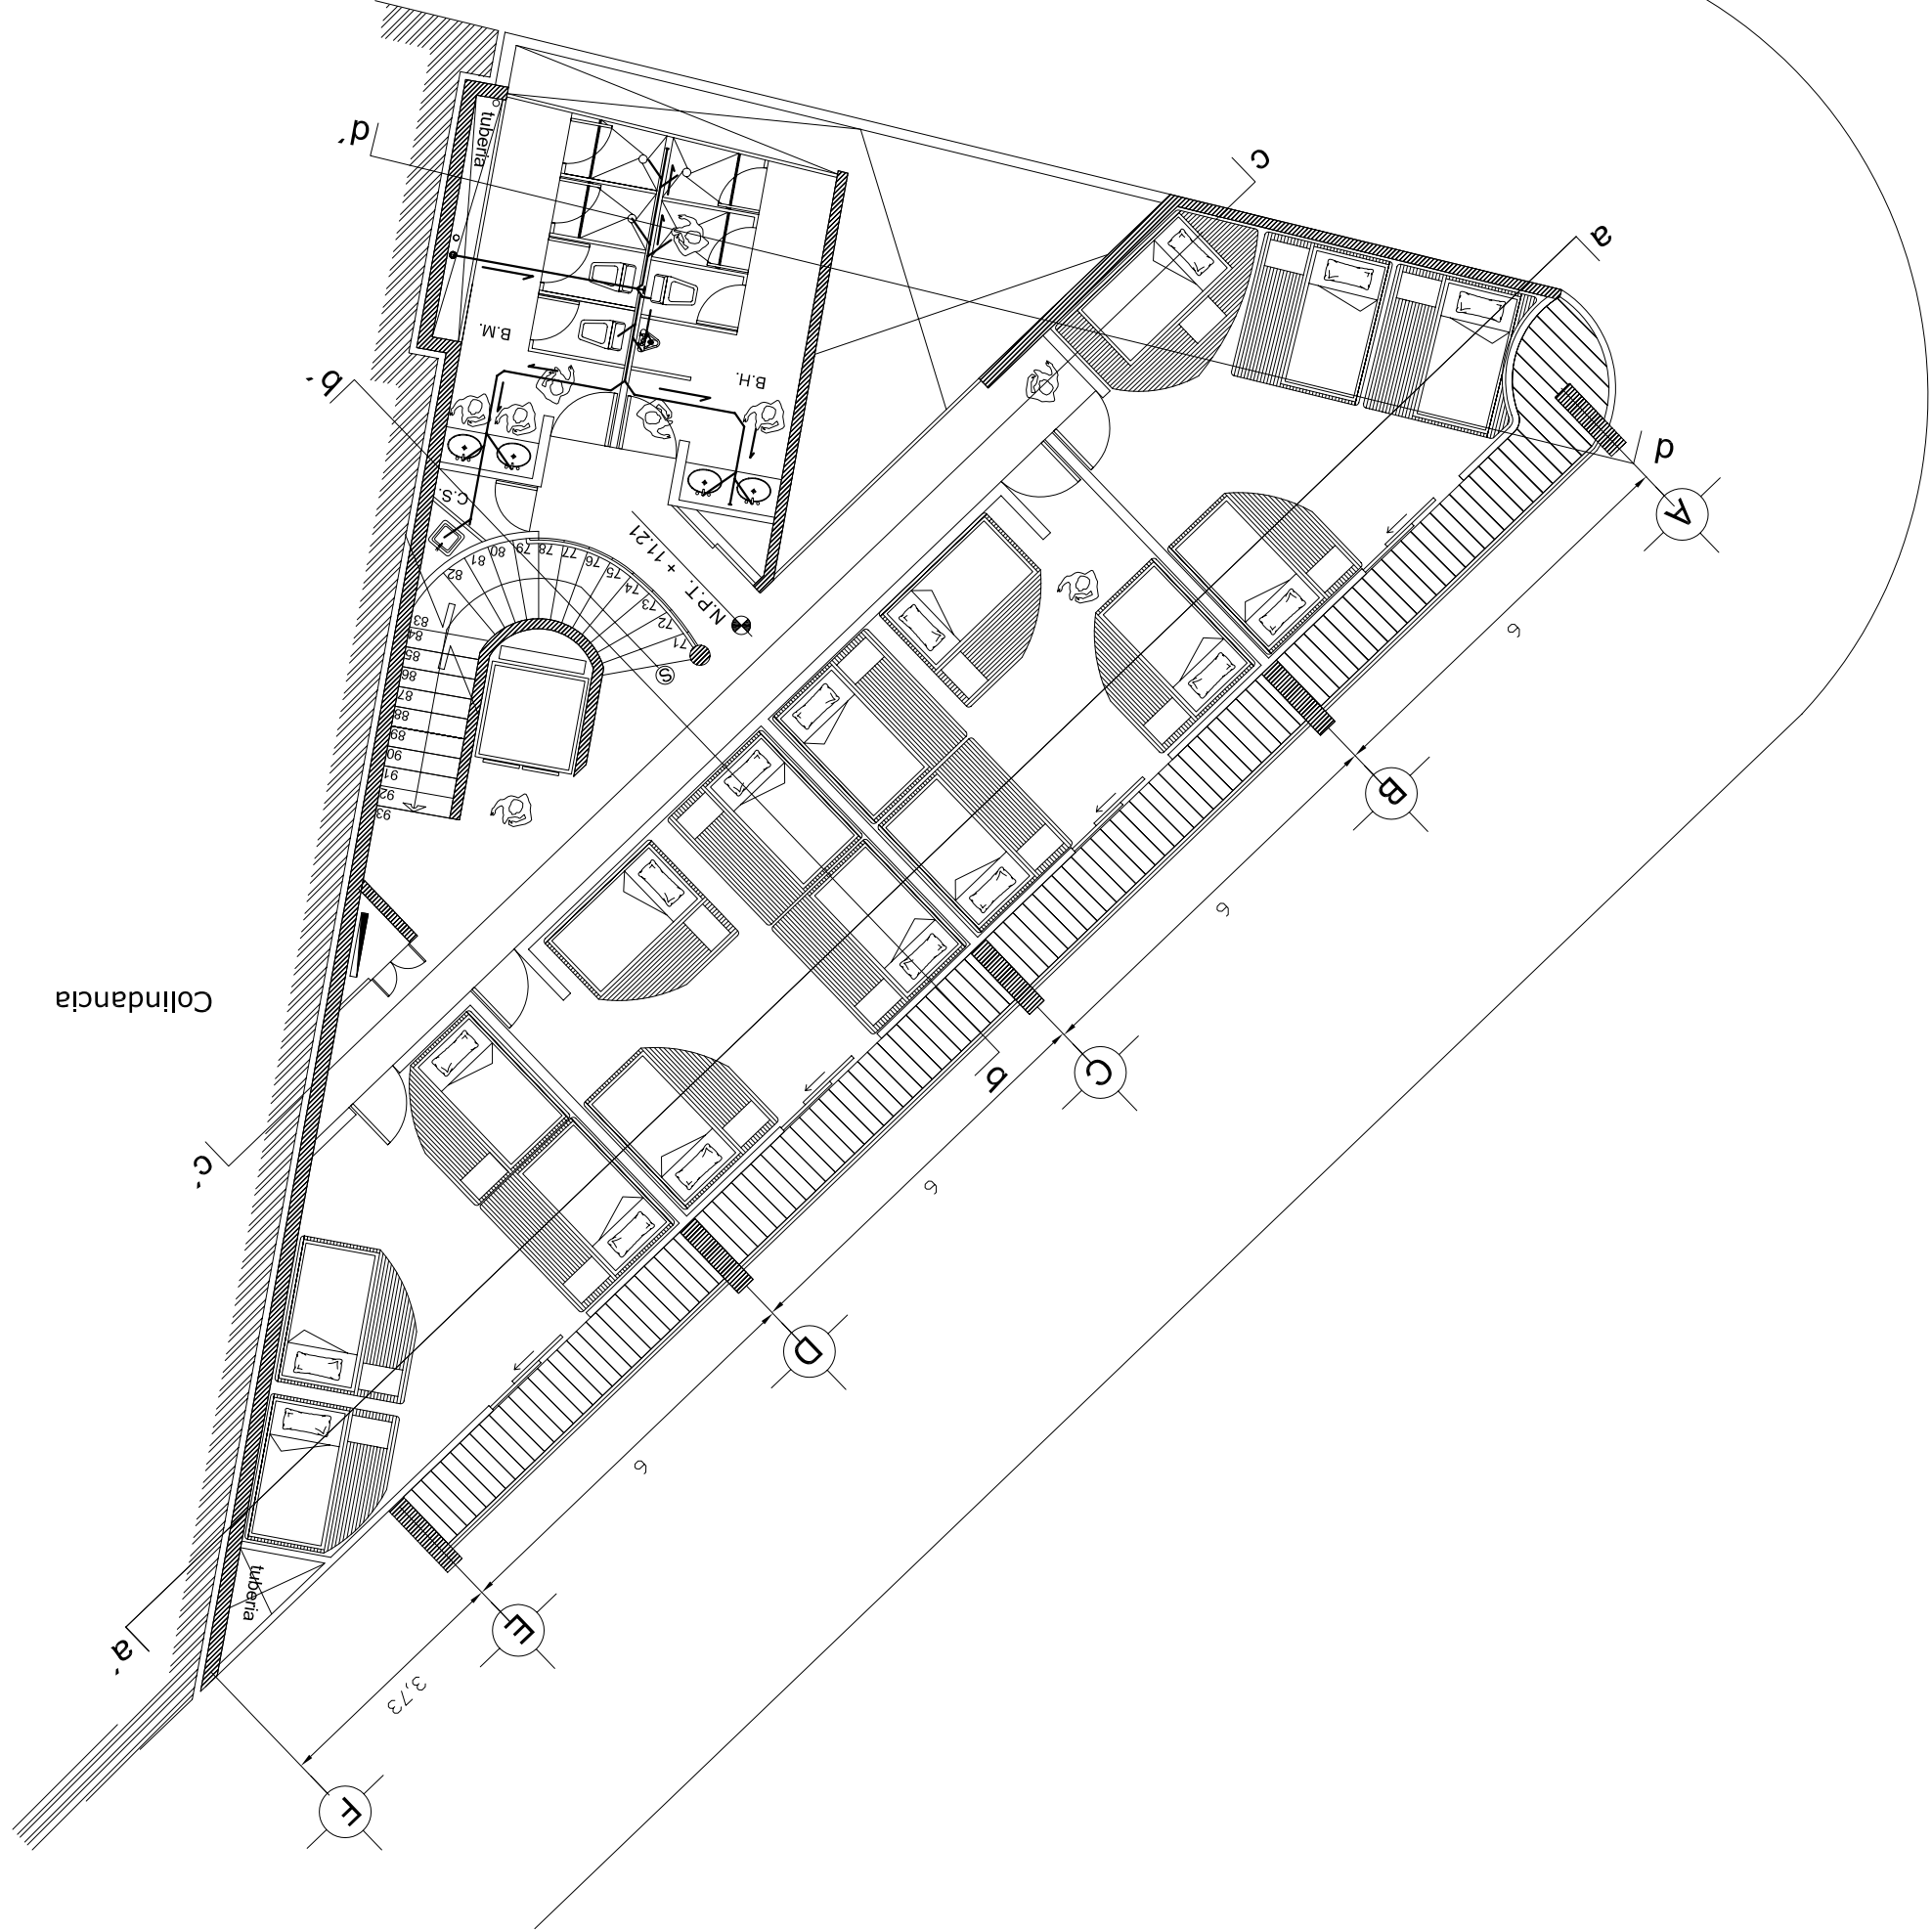 tuberia
d´
c
a
B.M.
B.H.
b´
d
A
C.S.
N.P.T. + 11.21
71
72
73
74
75
76
77
78
79
80
81
82
83
84
85
86
87
88
89
90
91
92
93
S
6
B
6
Colindancia
C
b
c´
6
D
6
tuberia
E
a´
3,73
F